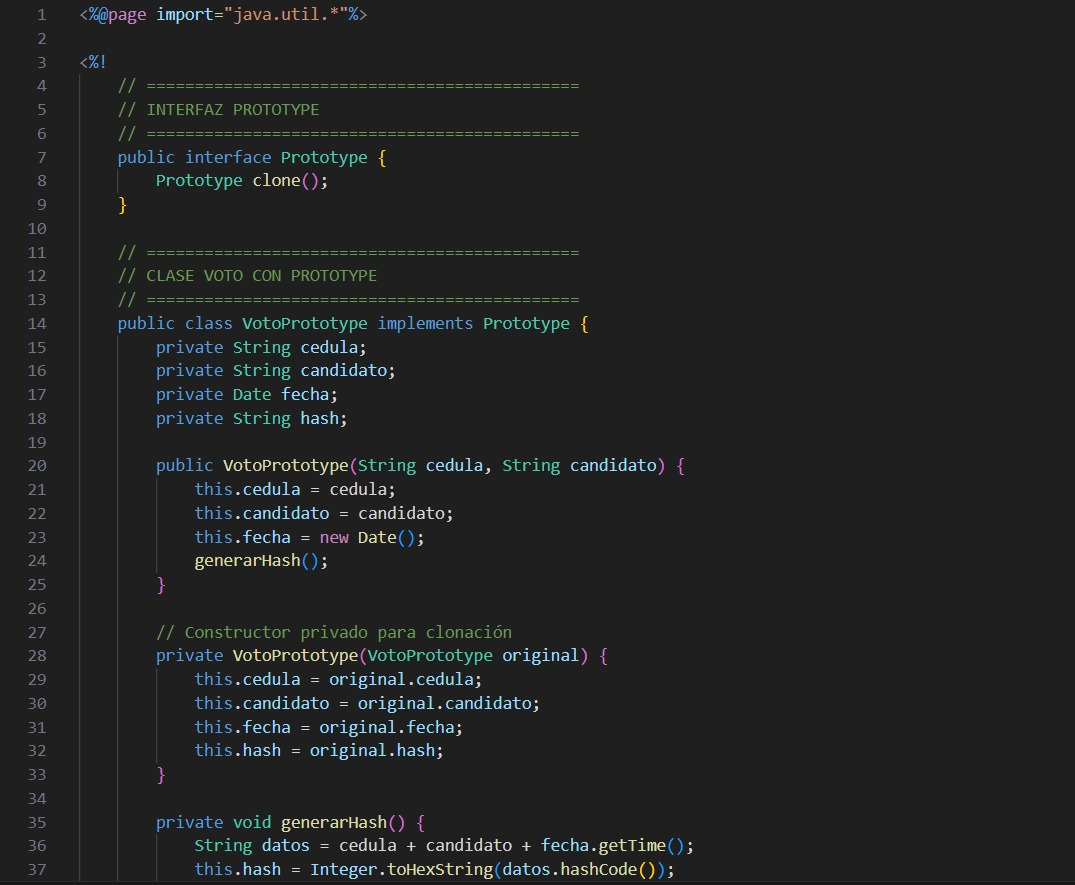 1 <%@page import="java.util.*"%>
2
3 <%!
4 // =============================================
5 // INTERFAZ PROTOTYPE
6 // =============================================
7 public interface Prototype {
8 Prototype clone();
9 }
10
11 // =============================================
12 // CLASE VOTO CON PROTOTYPE
13 // =============================================
14 public class VotoPrototype implements Prototype {
15 private String cedula;
16 private String candidato;
17 private Date fecha;
18 private String hash;
19
20 public VotoPrototype(String cedula, String candidato) {
21 this.cedula = cedula;
22 this.candidato = candidato;
23 this.fecha = new Date();
24 generarHash();
25 }
26
27 // Constructor privado para clonación
28 private VotoPrototype(VotoPrototype original) {
29 this.cedula = original.cedula;
30 this.candidato = original.candidato;
31 this.fecha = original.fecha;
32 this.hash = original.hash;
33 }
34
35 private void generarHash() {
36 String datos = cedula + candidato + fecha.getTime();
37 this.hash = Integer.toHexString(datos.hashCode());